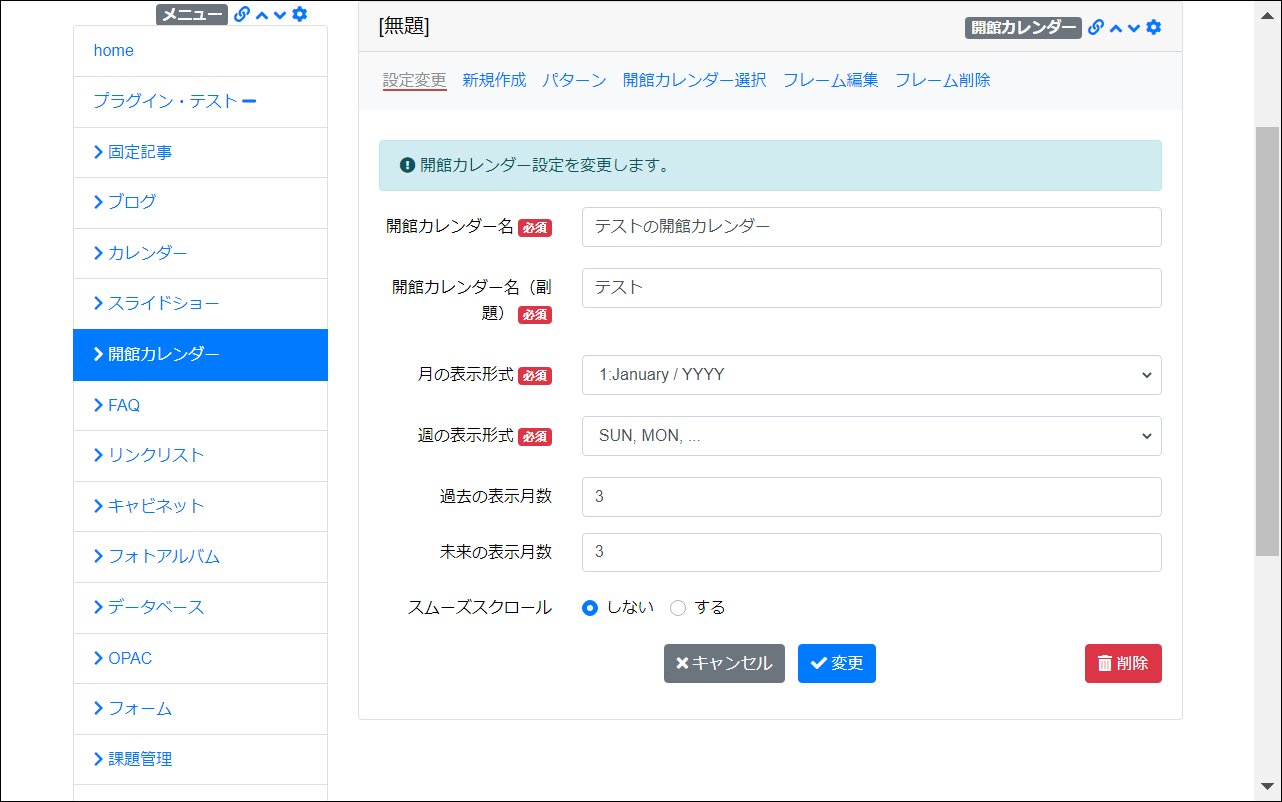 メニュー
home
プラグイン・テスト
固定記事
ブログ
カレンダー
スライドショー
開館カレンダー
FAQ
リンクリスト
キャビネット
フォトアルバム
データベース
OPAC
フォーム
課題管理
[無題]
開館カレンダー
設定変更 新規作成 パターン 開館カレンダー選択 フレーム編集 フレーム削除
開館カレンダー設定を変更します。
開館カレンダー名 必須 テストの開館カレンダー
開館カレンダー名（副 テスト
題） 必須
月の表示形式 必須 1:January / YYYY
週の表示形式 必須 SUN, MON, ...
過去の表示月数 3
未来の表示月数 3
スムーズスクロール しない する
キャンセル 変更 削除